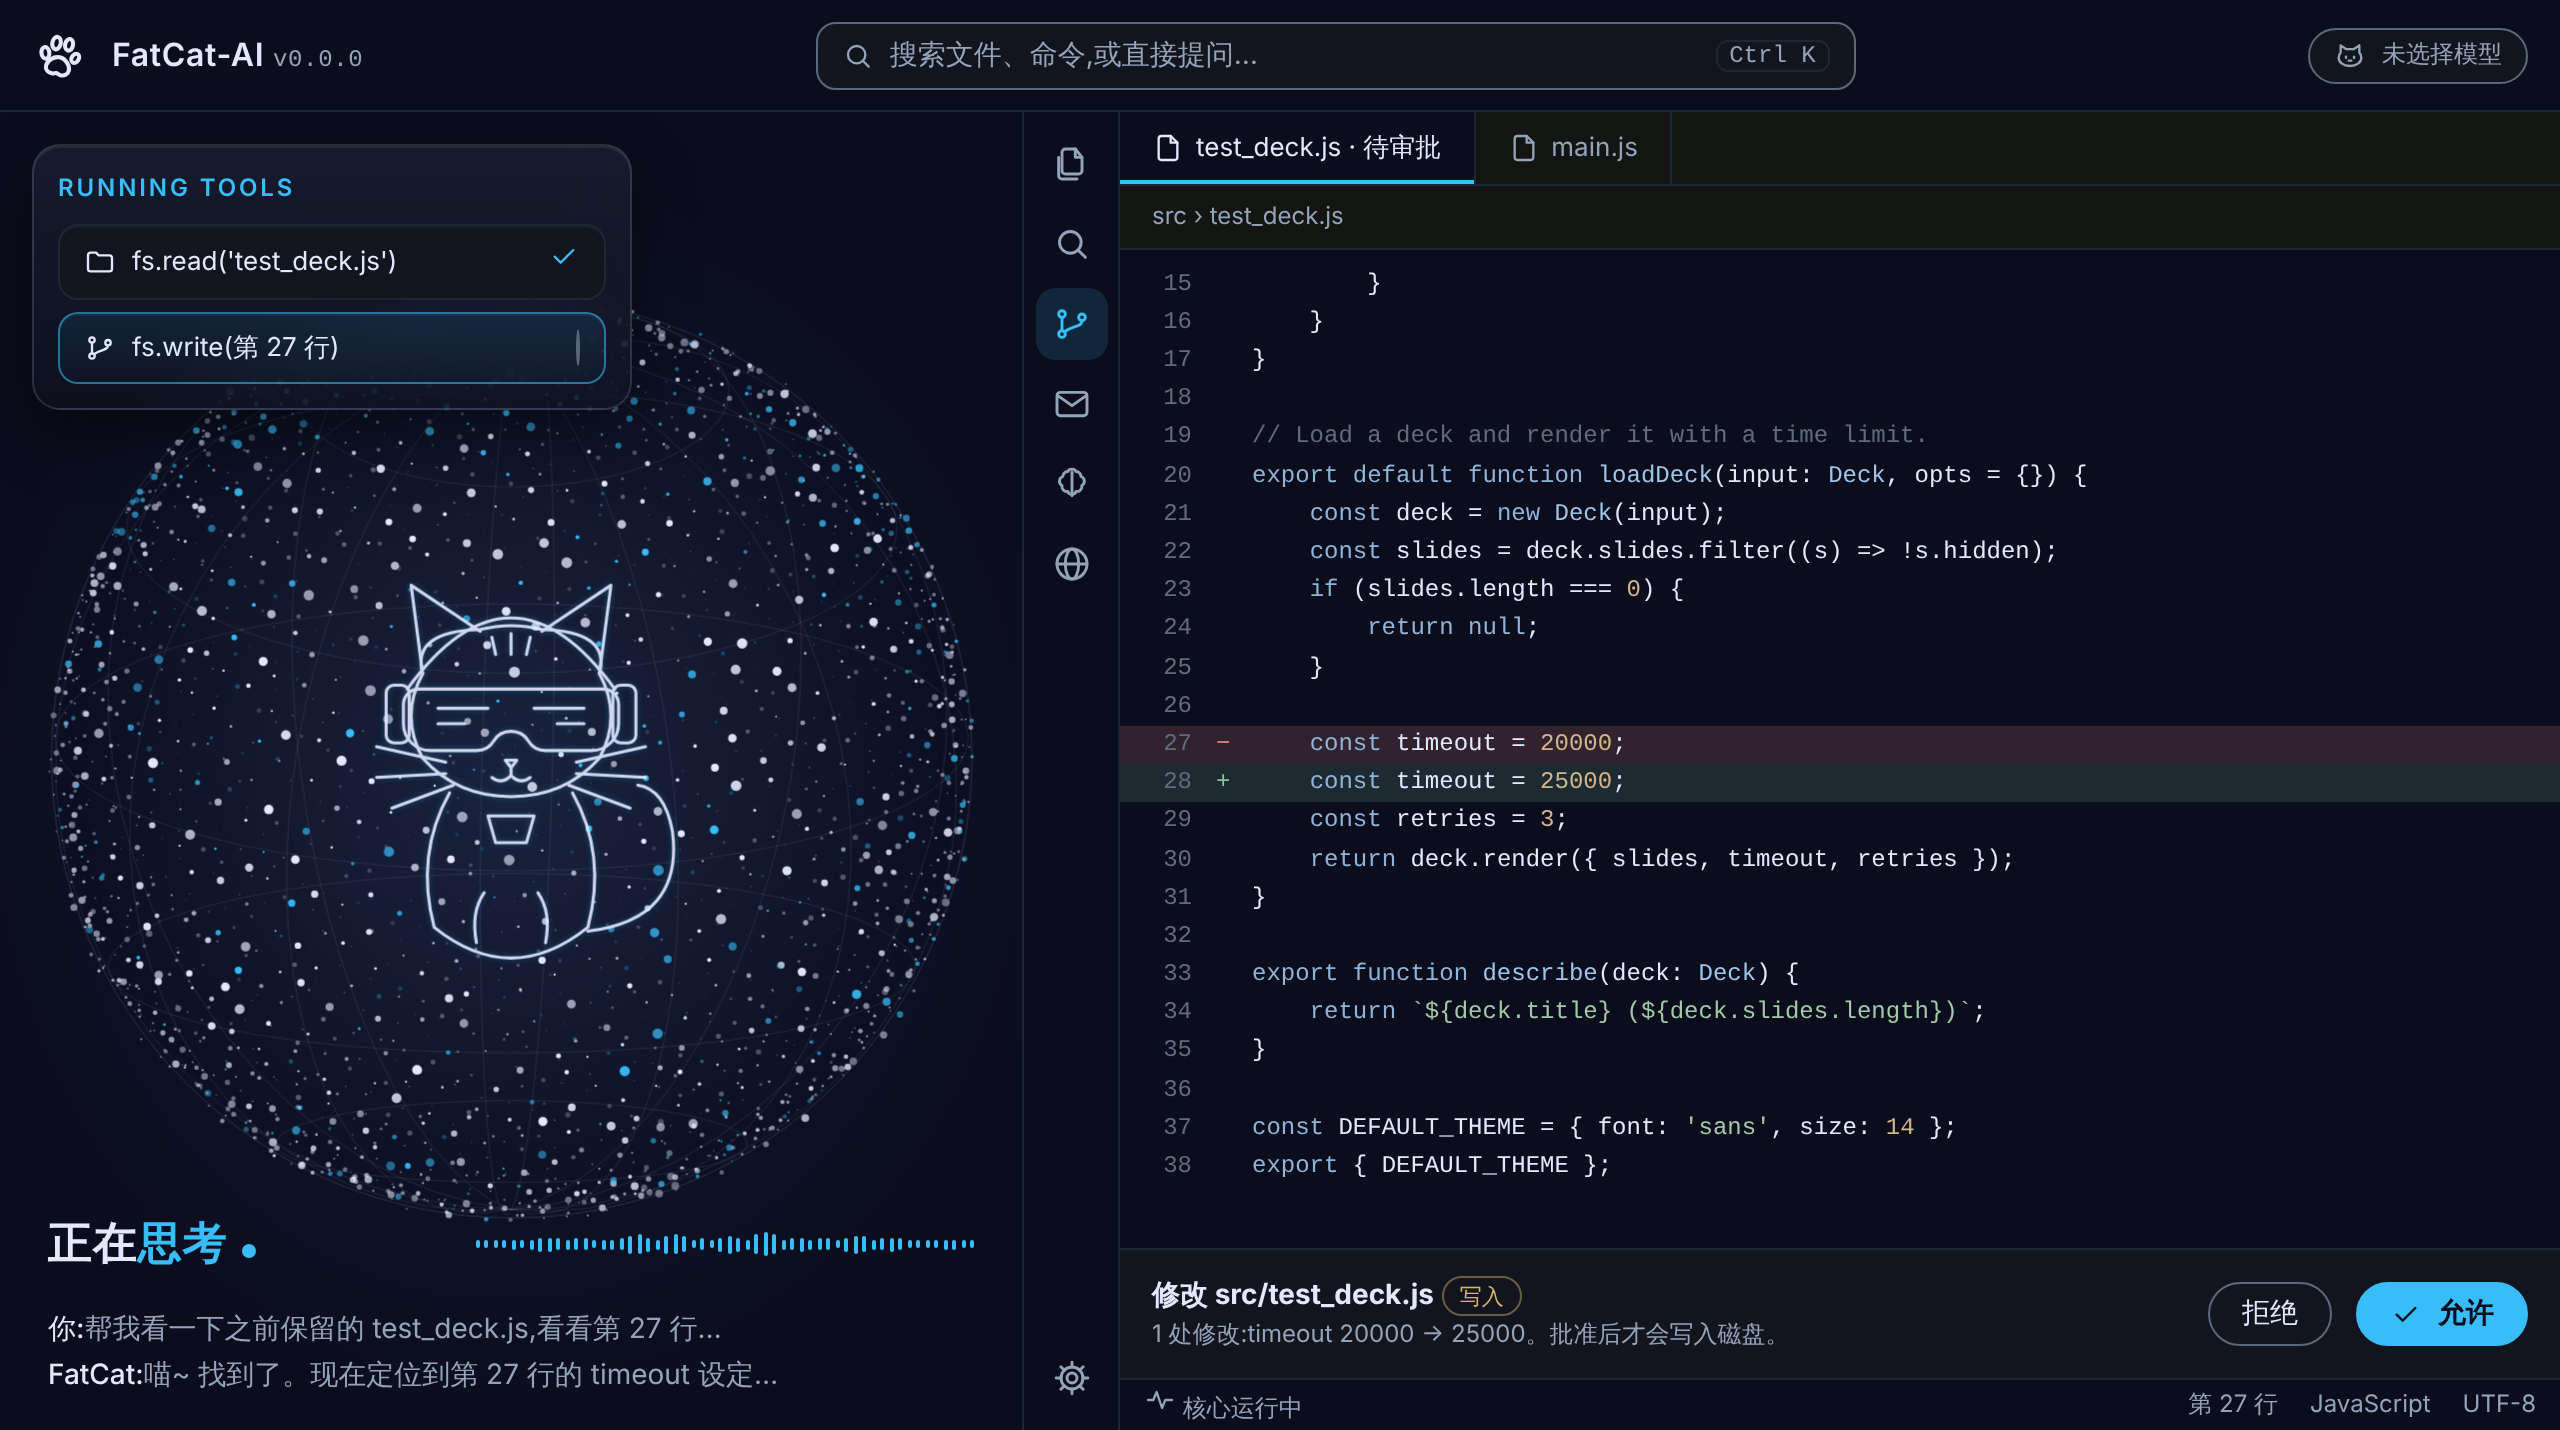 FatCat-AI v0.0.0
搜索文件、命令,或直接提问... Ctrl K
未选择模型
RUNNING TOOLS
fs.read('test_deck.js')
fs.write(第 27 行)
正在思考
你:帮我看一下之前保留的 test_deck.js,看看第 27 行...
FatCat:喵~ 找到了。现在定位到第 27 行的 timeout 设定...
test_deck.js · 待审批
main.js
src › test_deck.js
15         }
16     }
17 }
18
19 // Load a deck and render it with a time limit.
20 export default function loadDeck(input: Deck, opts = {}) {
21     const deck = new Deck(input);
22     const slides = deck.slides.filter((s) => !s.hidden);
23     if (slides.length === 0) {
24         return null;
25     }
26
27 −     const timeout = 20000;
28 +     const timeout = 25000;
29     const retries = 3;
30     return deck.render({ slides, timeout, retries });
31 }
32
33 export function describe(deck: Deck) {
34     return `${deck.title} (${deck.slides.length})`;
35 }
36
37 const DEFAULT_THEME = { font: 'sans', size: 14 };
38 export { DEFAULT_THEME };
修改 src/test_deck.js 写入
1 处修改:timeout 20000 → 25000。批准后才会写入磁盘。
拒绝
允许
核心运行中
第 27 行 JavaScript UTF-8